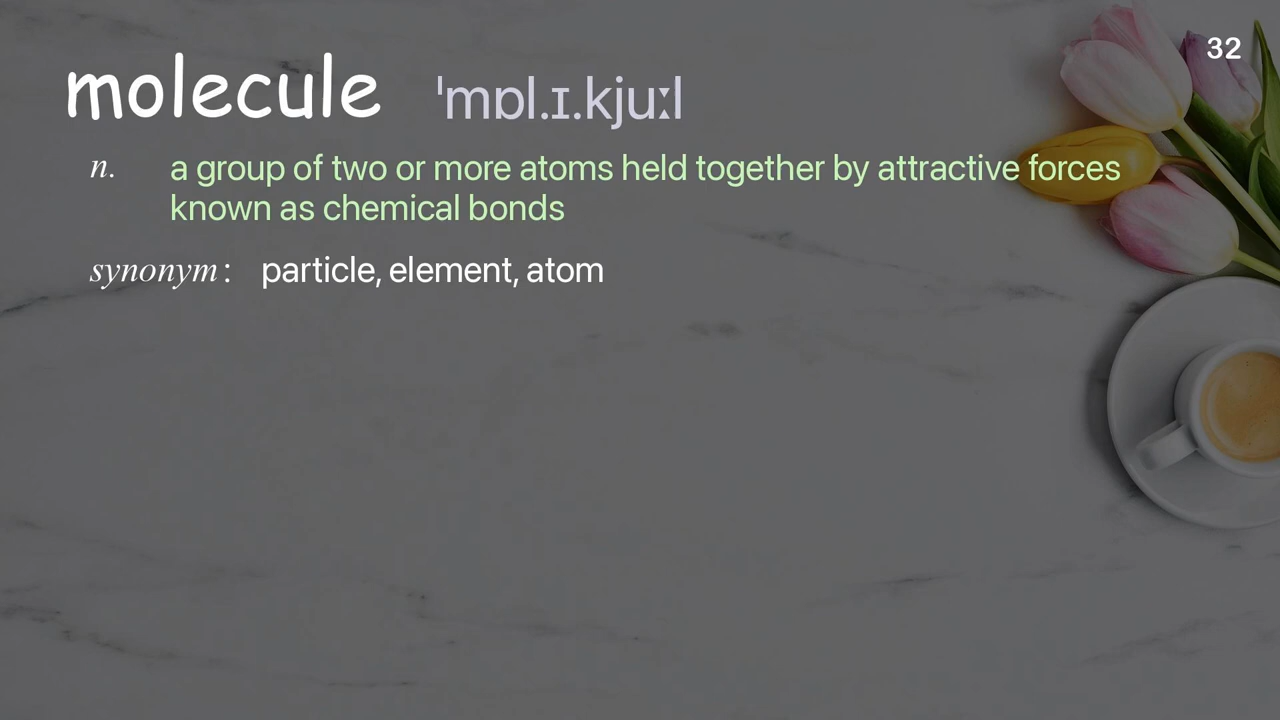 32
molecule ˈmɒl.ɪ.kjuːl
n. a group of two or more atoms held together by attractive forces
known as chemical bonds
synonym: particle, element, atom